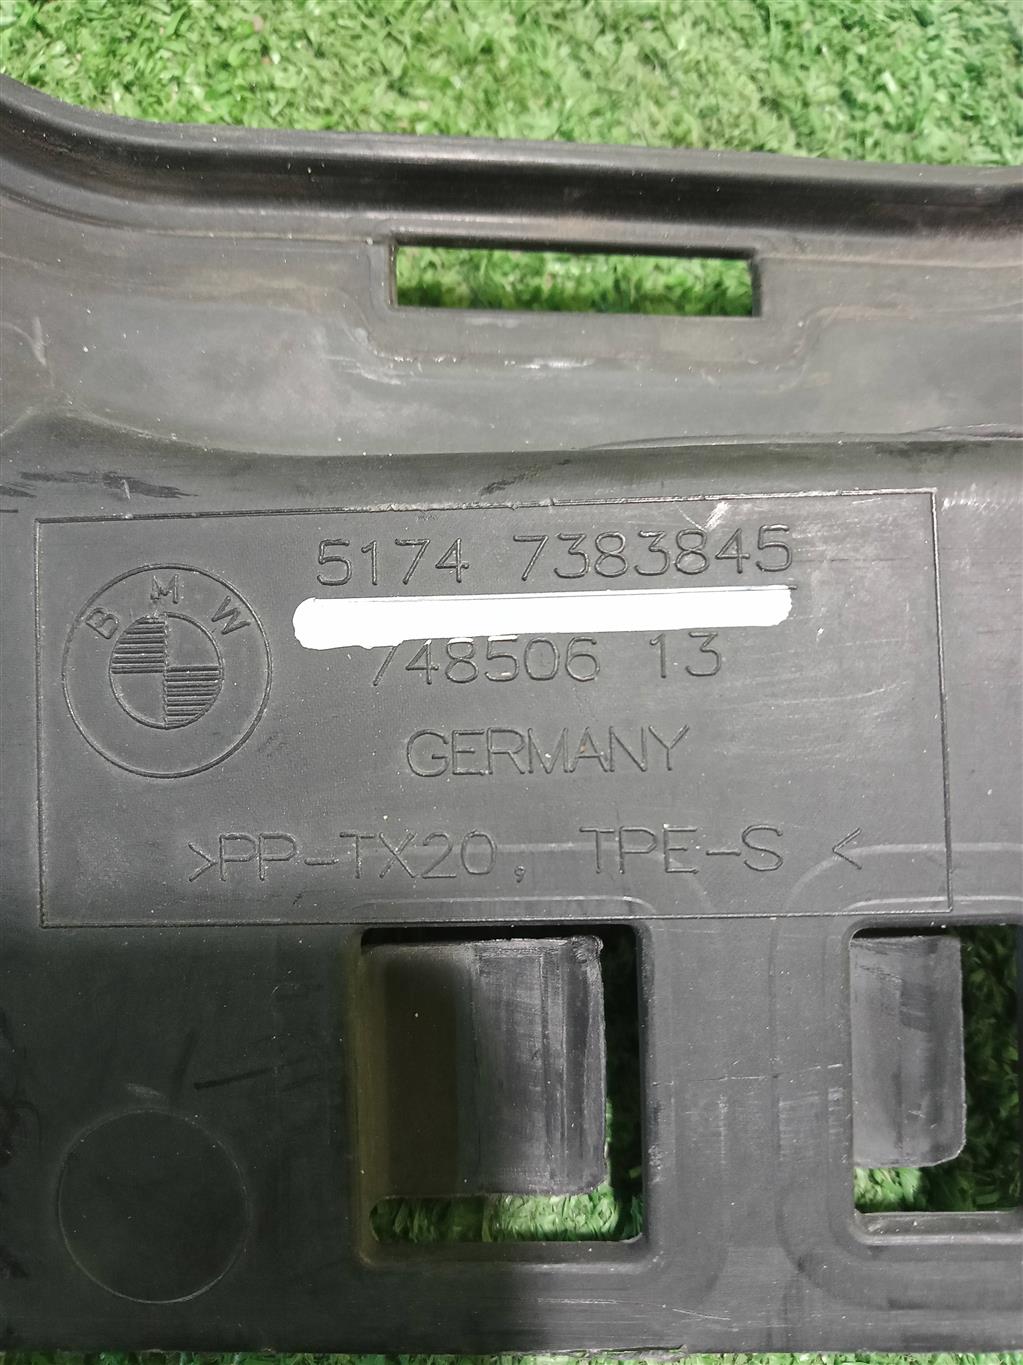 BMW
5174 7383845
748506 13
GERMANY
>PP-TX20, TPE-S<